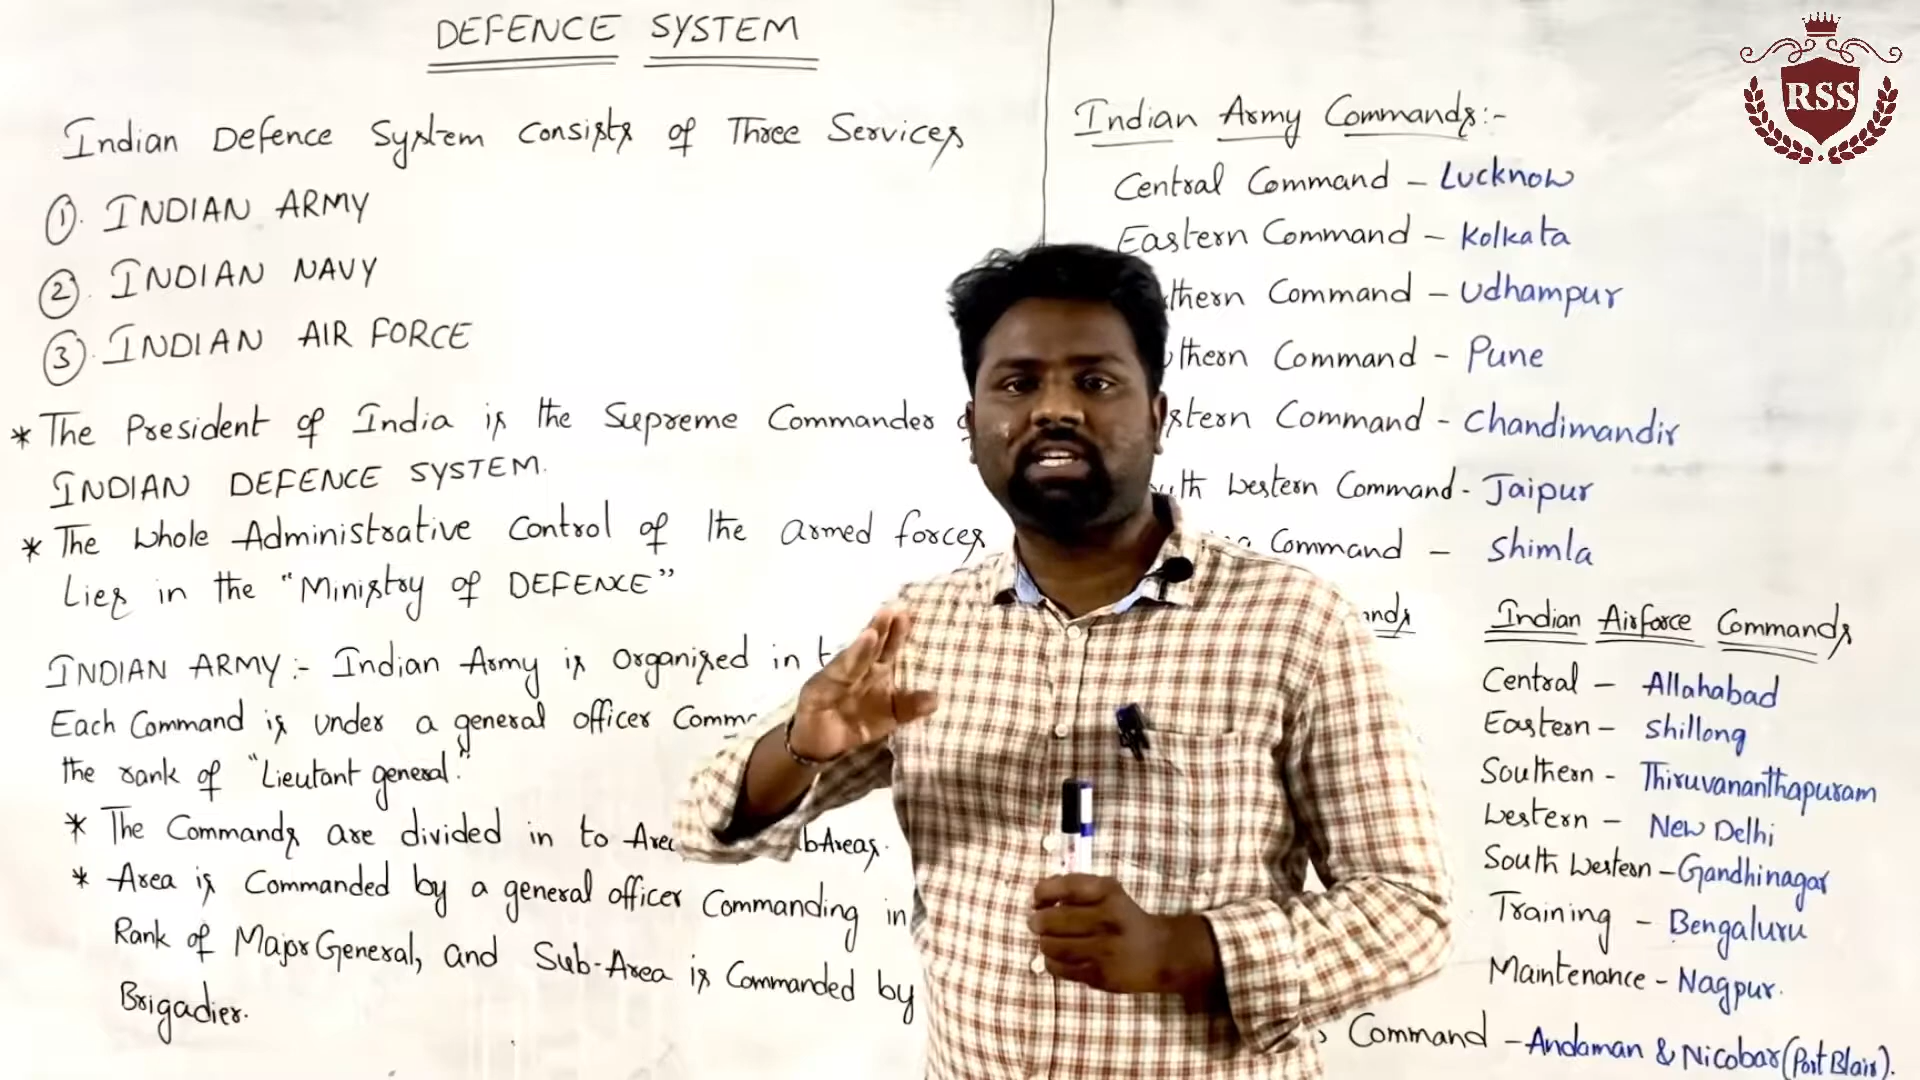 DEFENCE SYSTEM
Indian Defence System Consists of Three Services
1. INDIAN ARMY
2. INDIAN NAVY
3. INDIAN AIR FORCE
* The President of India is the Supreme Commander
INDIAN DEFENCE SYSTEM.
* The Whole Administrative Control of the armed forces
Lies in the "Ministry of DEFENCE"
INDIAN ARMY:- Indian Army is organised in
Each Command is under a general officer
the rank of "Lieutant general."
* The Commands are divided in to
* Area is Commanded by a general officer Commanding in
Rank of Major General, and Sub-Area is Commanded by
Brigadier.
Indian Army Commands:-
Central Command - Lucknow
Eastern Command - Kolkata
Command - Udhampur
Command - Pune
Command - Chandimandir
Western Command - Jaipur
Command - Shimla
Indian Airforce Commands
Central - Allahabad
Eastern - Shillong
Southern - Thiruvananthapuram
Western - New Delhi
South Western - Gandhinagar
Training - Bengaluru
Maintenance - Nagpur.
Command - Andaman & Nicobar (Port Blair).
RSS